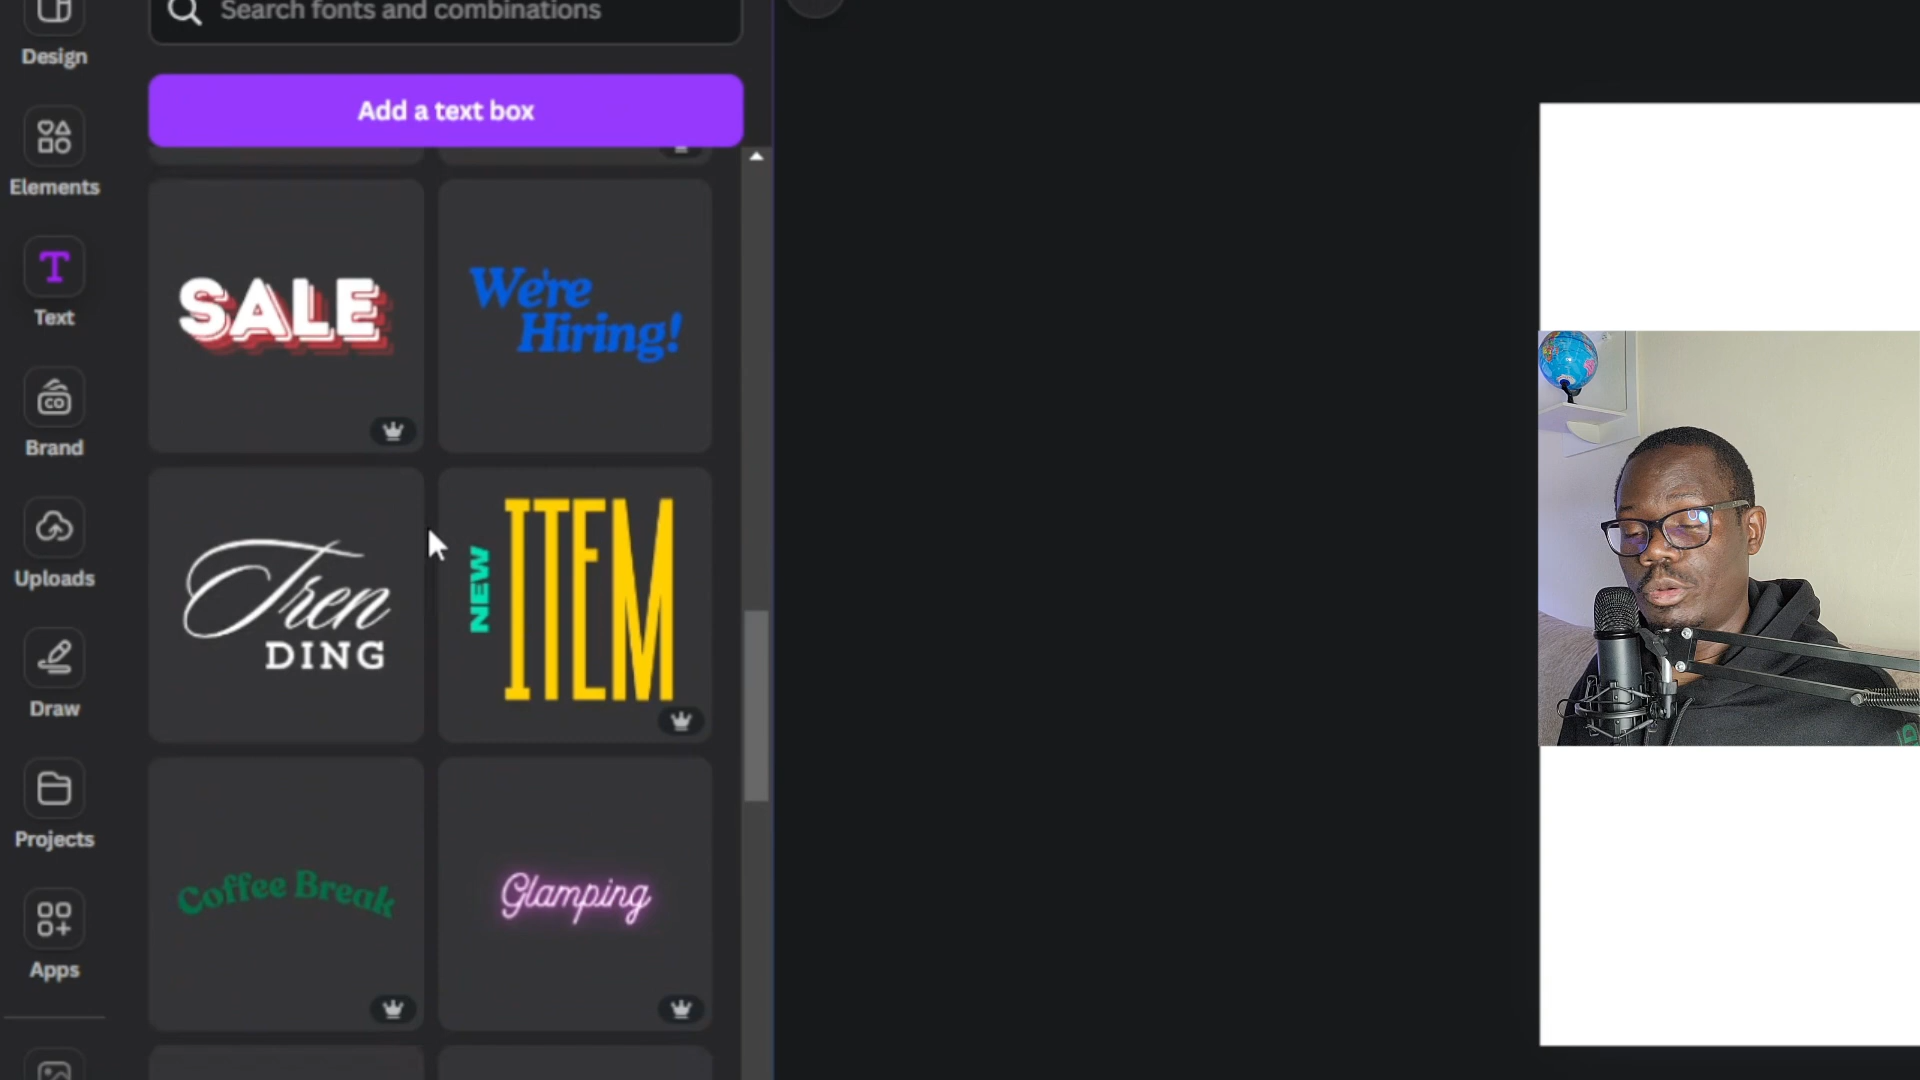 Search fonts and combinations
Design
Add a text box
Elements
SALE
We're
Hiring!
Text
Brand
CO
Tren
DING
NEW
ITEM
Uploads
Draw
Projects
Coffee Break
Glamping
Apps